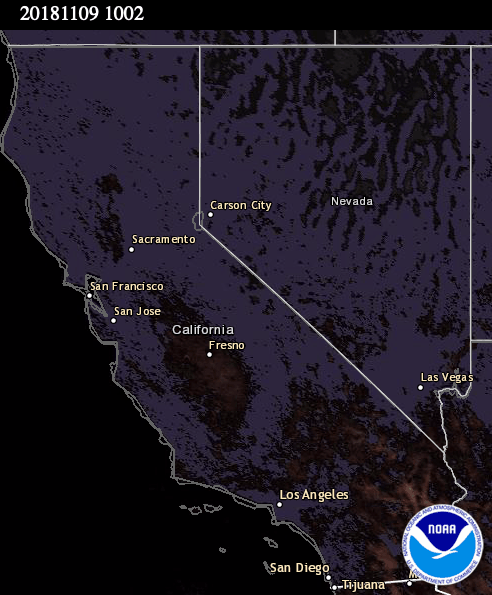 20181109 1002
Carson City
Nevada
Sacramento
San Francisco
San Jose
California
Fresno
Las Vegas
Los Angeles
NOAA
San Diego
Tijuana